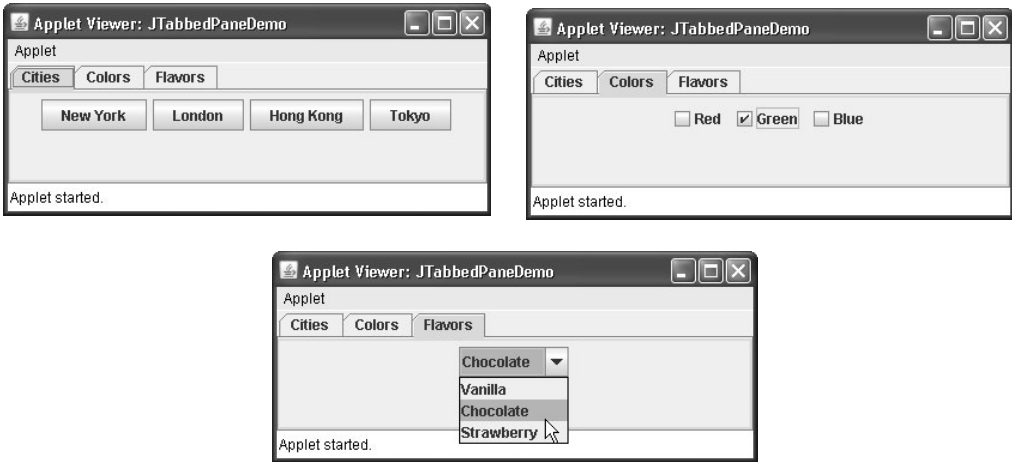 Applet Viewer: JTabbedPaneDemo
Applet
Cities Colors Flavors
New York London Hong Kong Tokyo
Applet started.
Applet Viewer: JTabbedPaneDemo
Applet
Cities Colors Flavors
Red Green Blue
Applet started.
Applet Viewer: JTabbedPaneDemo
Applet
Cities Colors Flavors
Chocolate
Vanilla
Chocolate
Strawberry
Applet started.